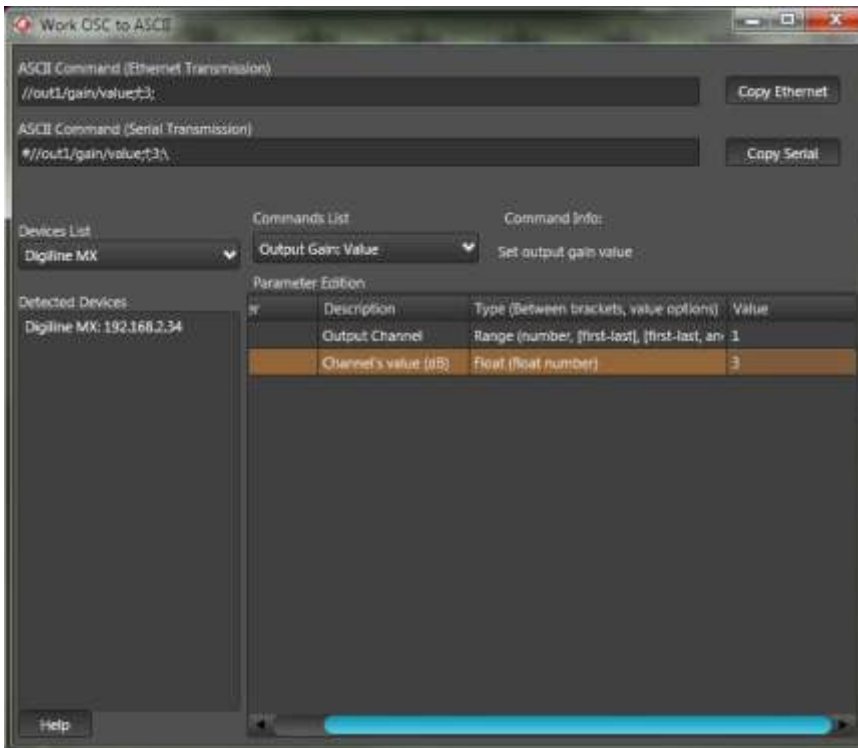 Work OSC to ASCII
ASCII Command (Ethernet Transmission)
//out1/gain/value;f;3;
Copy Ethernet
ASCII Command (Serial Transmission)
*//out1/gain/value;f;3;\
Copy Serial
Devices List
Commands List
Command Info:
Digiline MX
Output Gain: Value
Set output gain value
Parameter Edition
Detected Devices
Description Type (Between brackets, value options) Value
Digiline MX: 192.168.2.34
Output Channel Range (number, [first-last], [first-last, an 1
Channel's value (dB) Float (float number) 3
Help